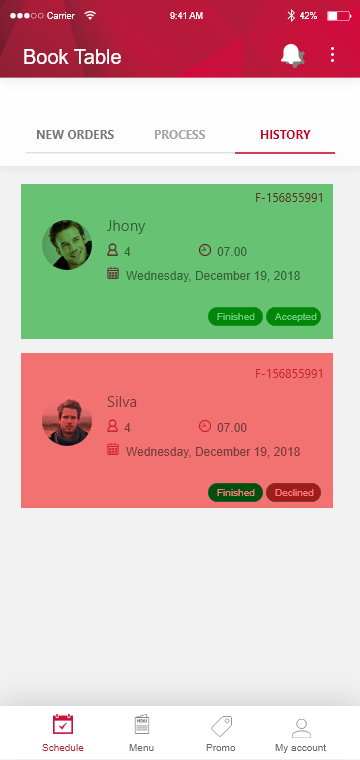 Carrier 9:41 AM 42%
Book Table
NEW ORDERS PROCESS HISTORY
F-156855991
Jhony
4 07.00
Wednesday, December 19, 2018
Finished Accepted
F-156855991
Silva
4 07.00
Wednesday, December 19, 2018
Finished Declined
MENU
Schedule Menu Promo My account